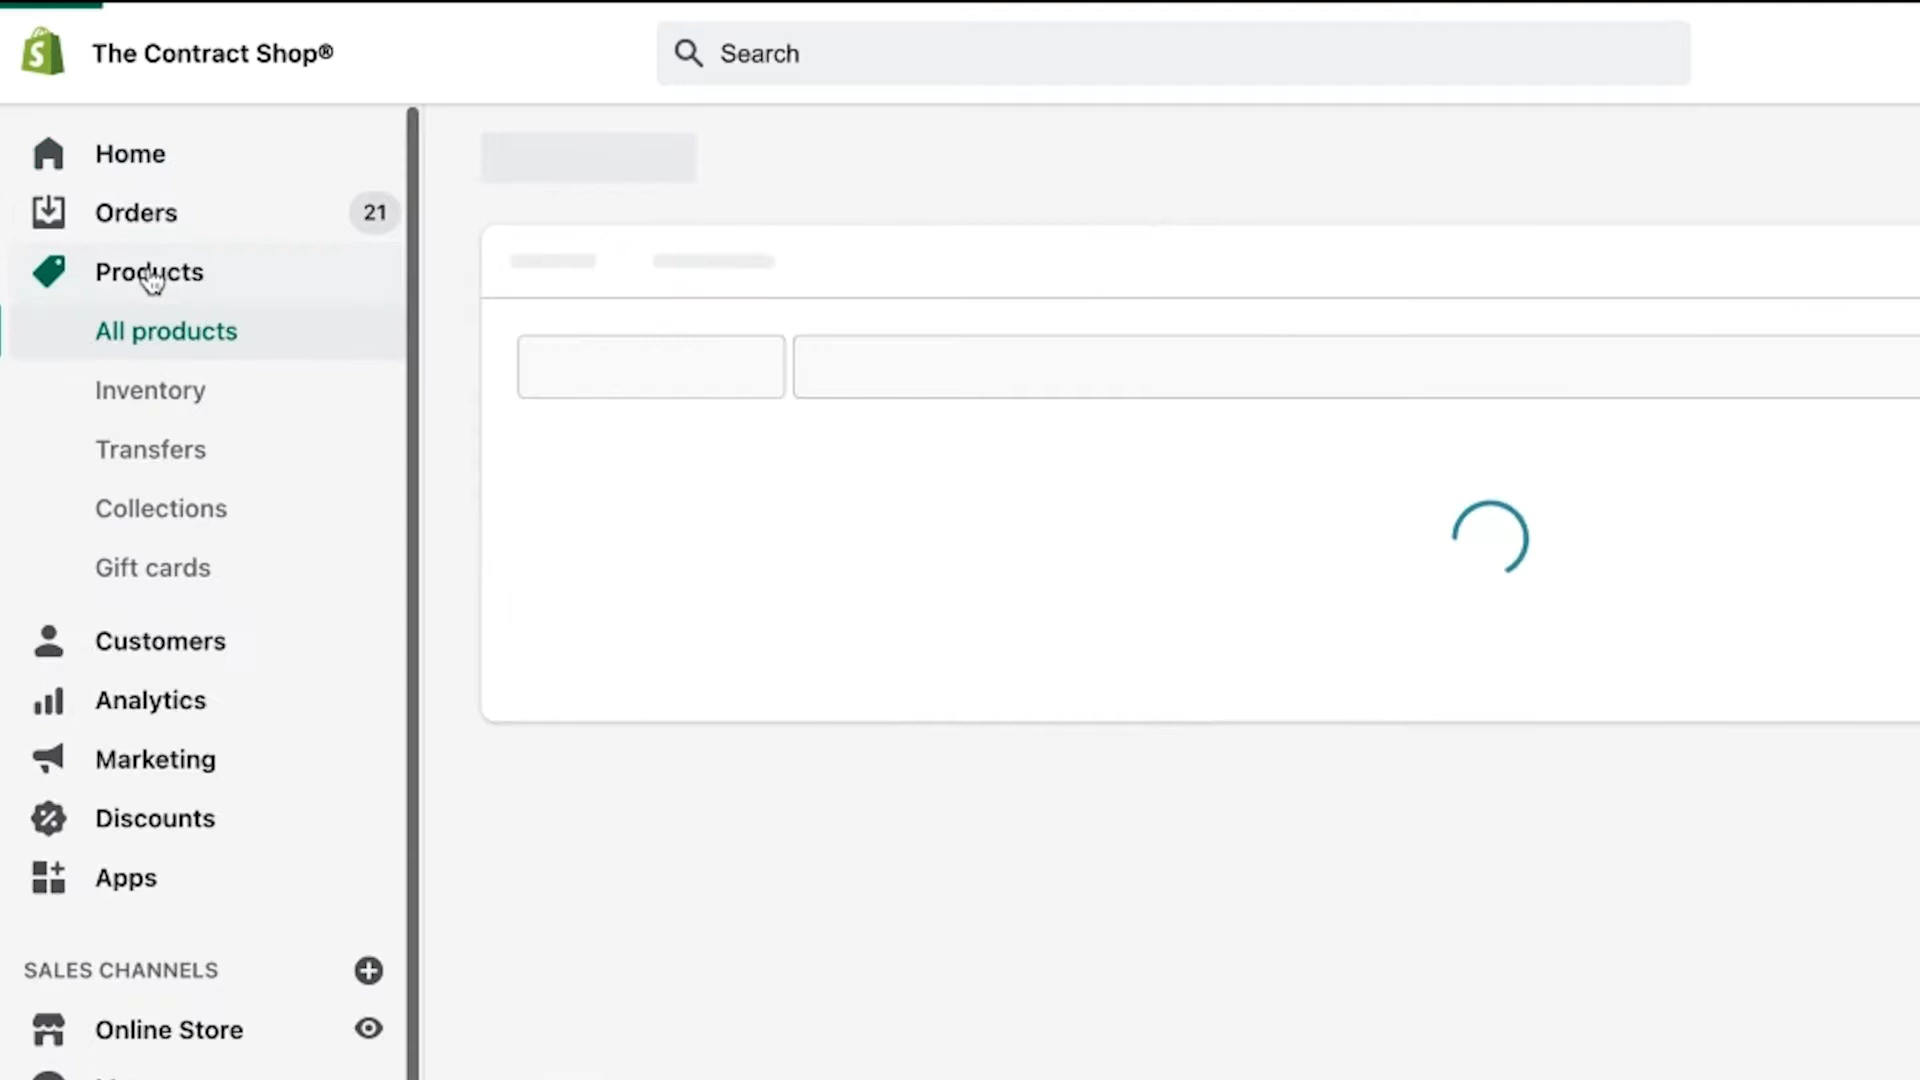 The Contract Shop®
Search
Home
Orders
21
Products
All products
Inventory
Transfers
Collections
Gift cards
Customers
Analytics
Marketing
Discounts
Apps
SALES CHANNELS
Online Store